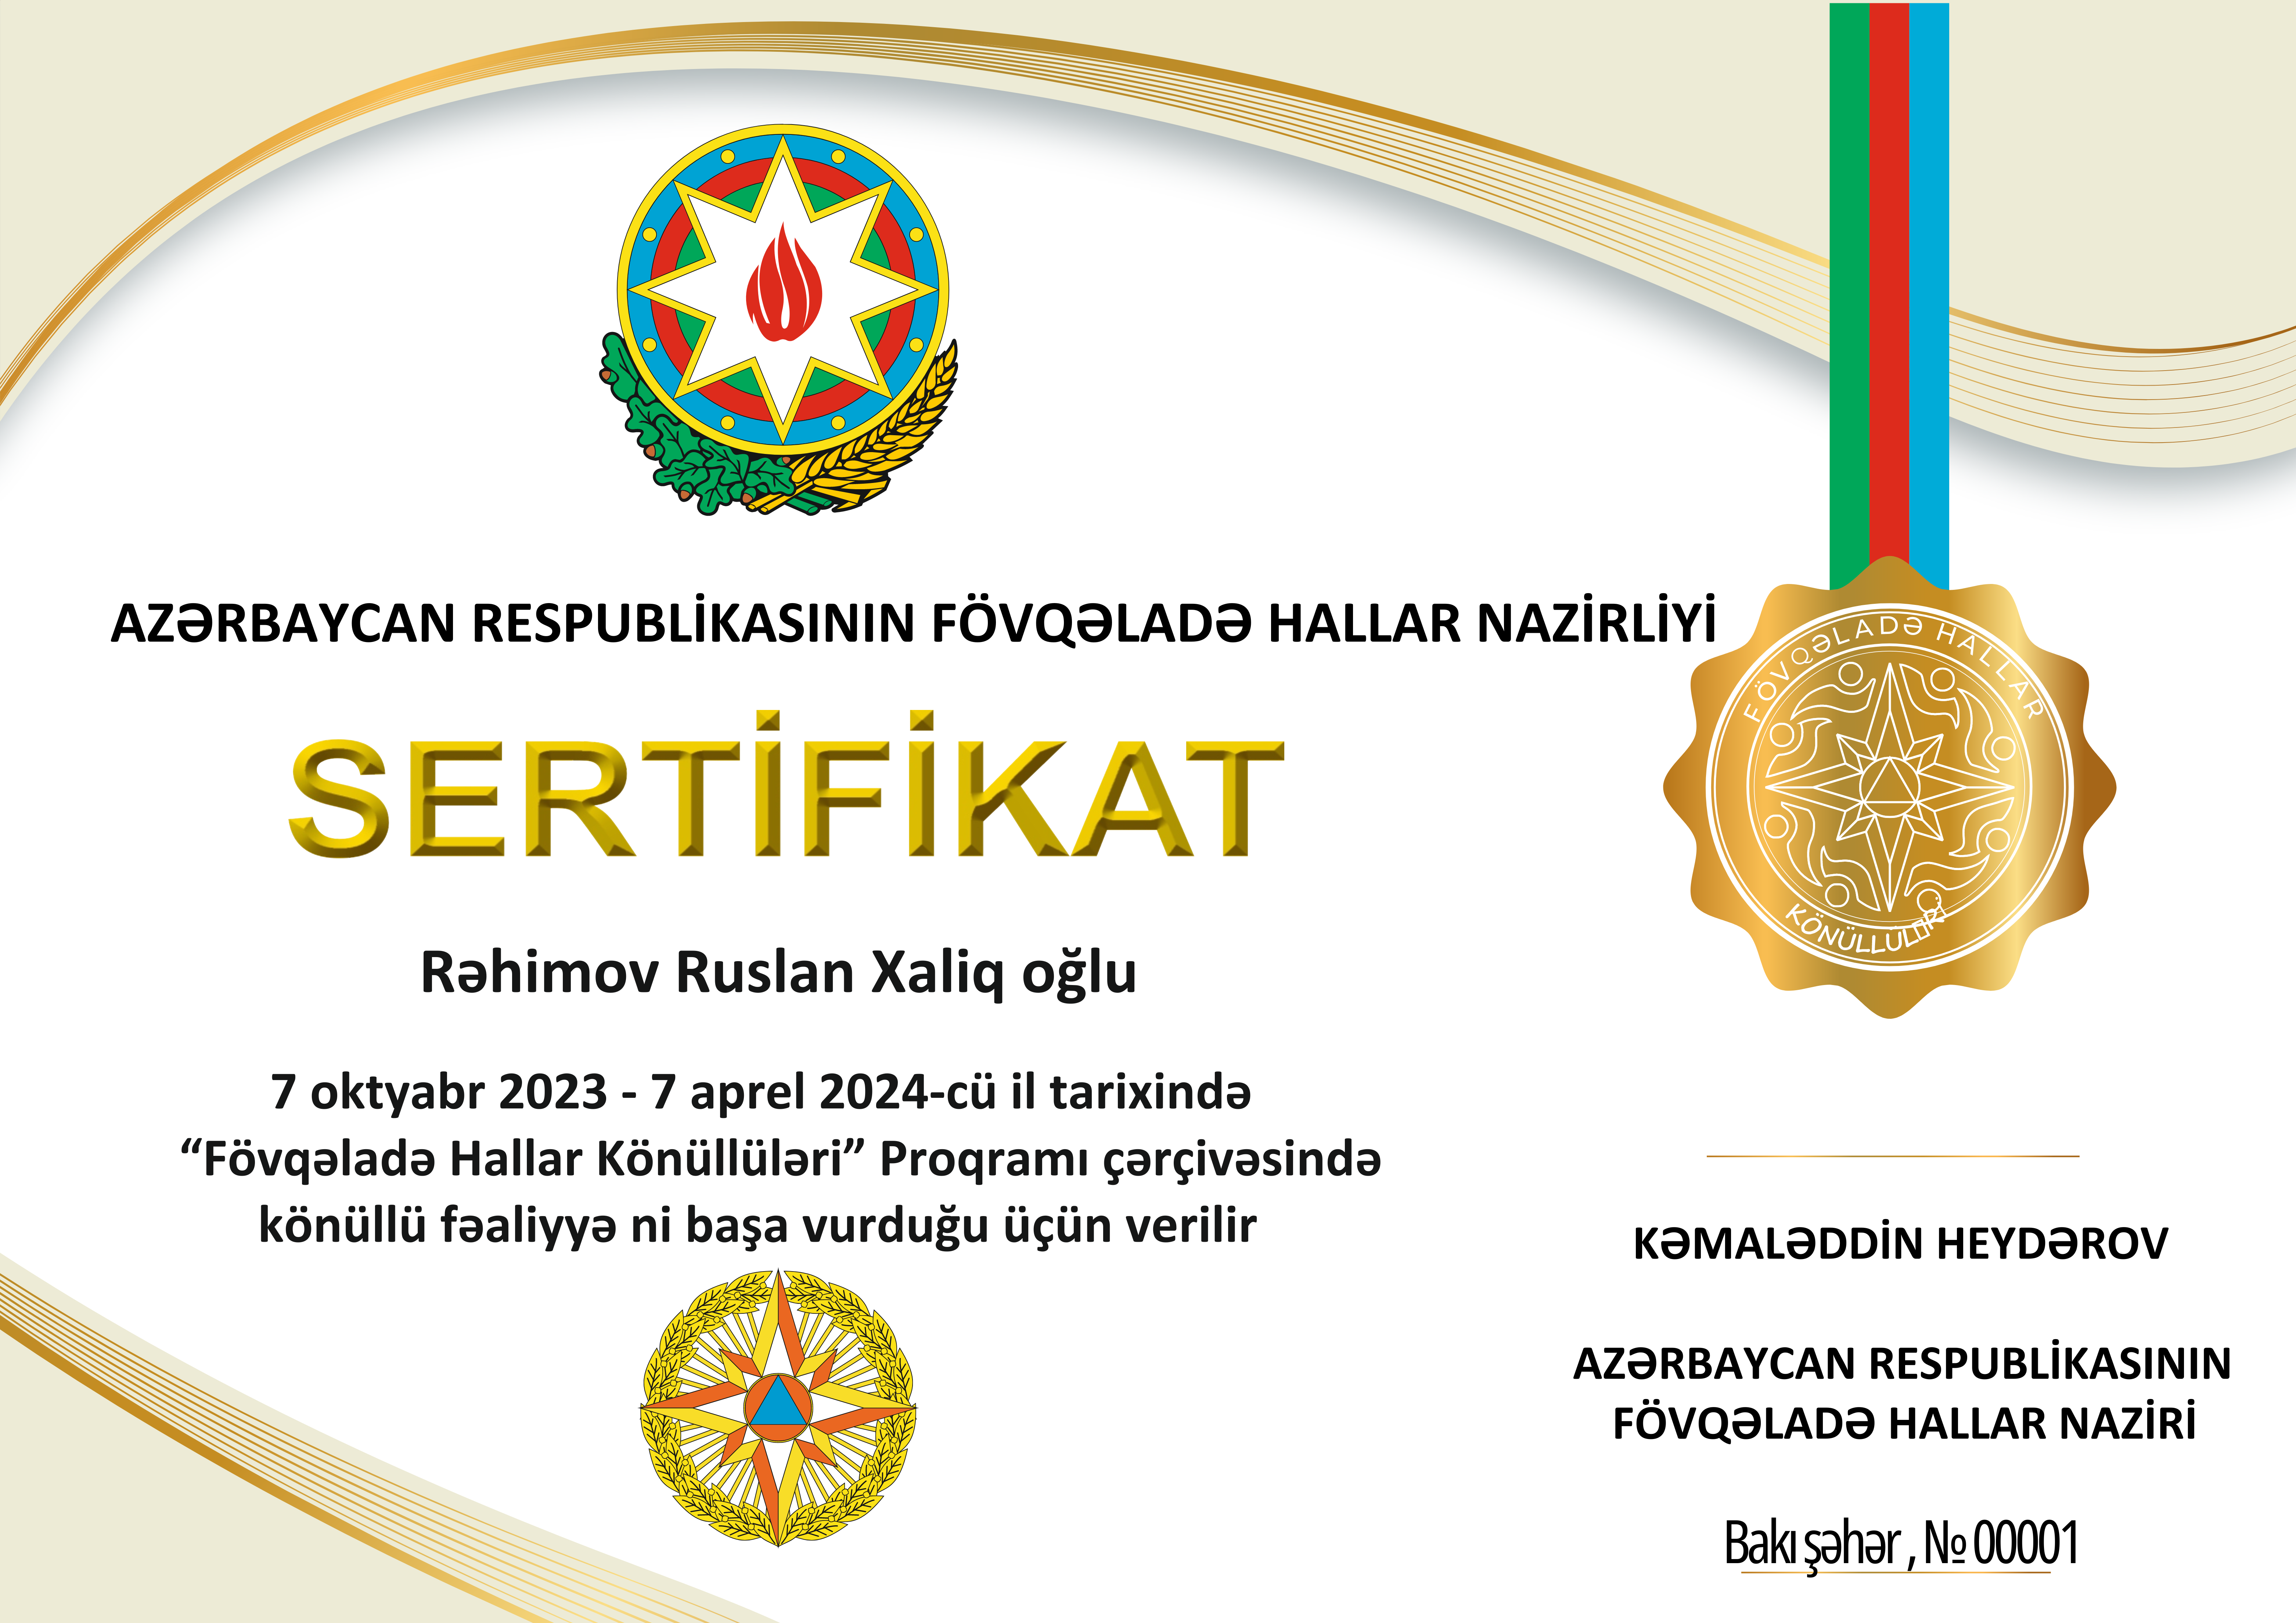 AZƏRBAYCAN RESPUBLİKASININ FÖVQƏLADƏ HALLAR NAZİRLİYİ
SERTİFİKAT
FÖVQƏLADƏ HALLAR
KÖNÜLLÜLƏRİ
Rəhimov Ruslan Xaliq oğlu
7 oktyabr 2023 - 7 aprel 2024-cü il tarixində
“Fövqəladə Hallar Könüllüləri” Proqramı çərçivəsində
könüllü fəaliyyə ni başa vurduğu üçün verilir
KƏMALƏDDİN HEYDƏROV
AZƏRBAYCAN RESPUBLİKASININ
FÖVQƏLADƏ HALLAR NAZİRİ
Bakı şəhər , № 00001